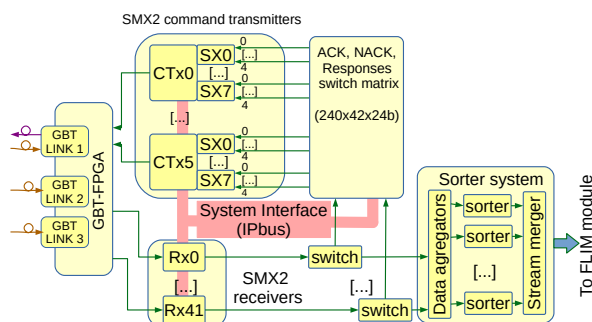 SMX2 command transmitters
CTx0
SX0
[...]
SX7
0
[...]
4
0
[...]
4
[...]
CTx5
SX0
[...]
SX7
0
[...]
4
0
[...]
4
ACK, NACK,
Responses
switch matrix
(240x42x24b)
GBT
LINK 1
GBT
LINK 2
GBT
LINK 3
GBT-FPGA
System Interface
(IPbus)
Rx0
[...]
Rx41
SMX2
receivers
switch
[...]
switch
Sorter system
Data agregators
sorter
sorter
[...]
sorter
Stream merger
To FLIM module